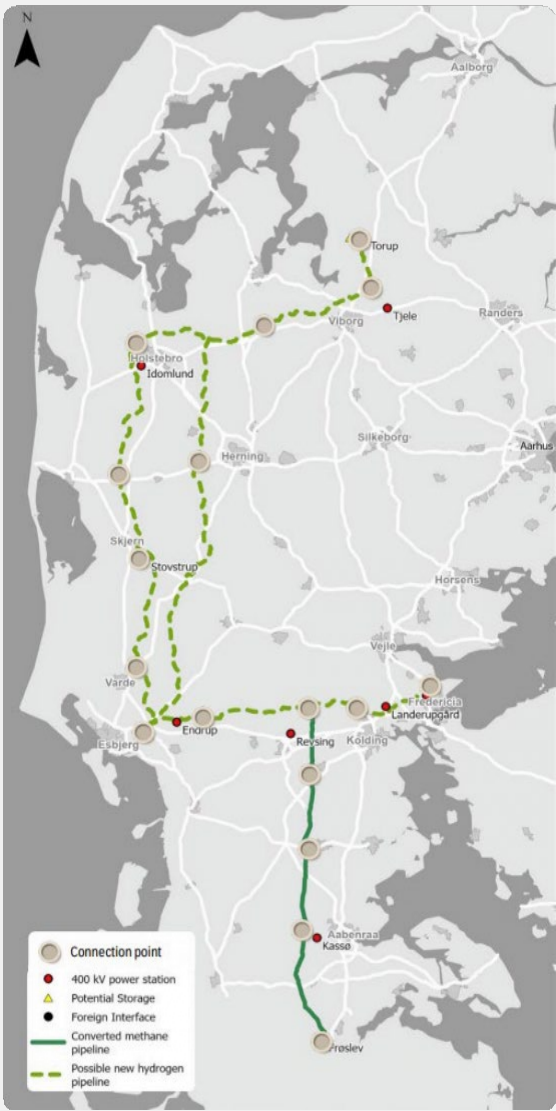 N
Aalborg
Torup
Tjele
Viborg
Randers
Holstebro
Idomlund
Silkeborg
Aarhus
Herning
Skjern
Stovstrup
Horsens
Vejle
Varde
Fredericia
Landerupgård
Endrup
Esbjerg
Revsing
Kolding
Aabenraa
Kassø
Frøslev
Connection point
400 kV power station
Potential Storage
Foreign Interface
Converted methane
pipeline
Possible new hydrogen
pipeline